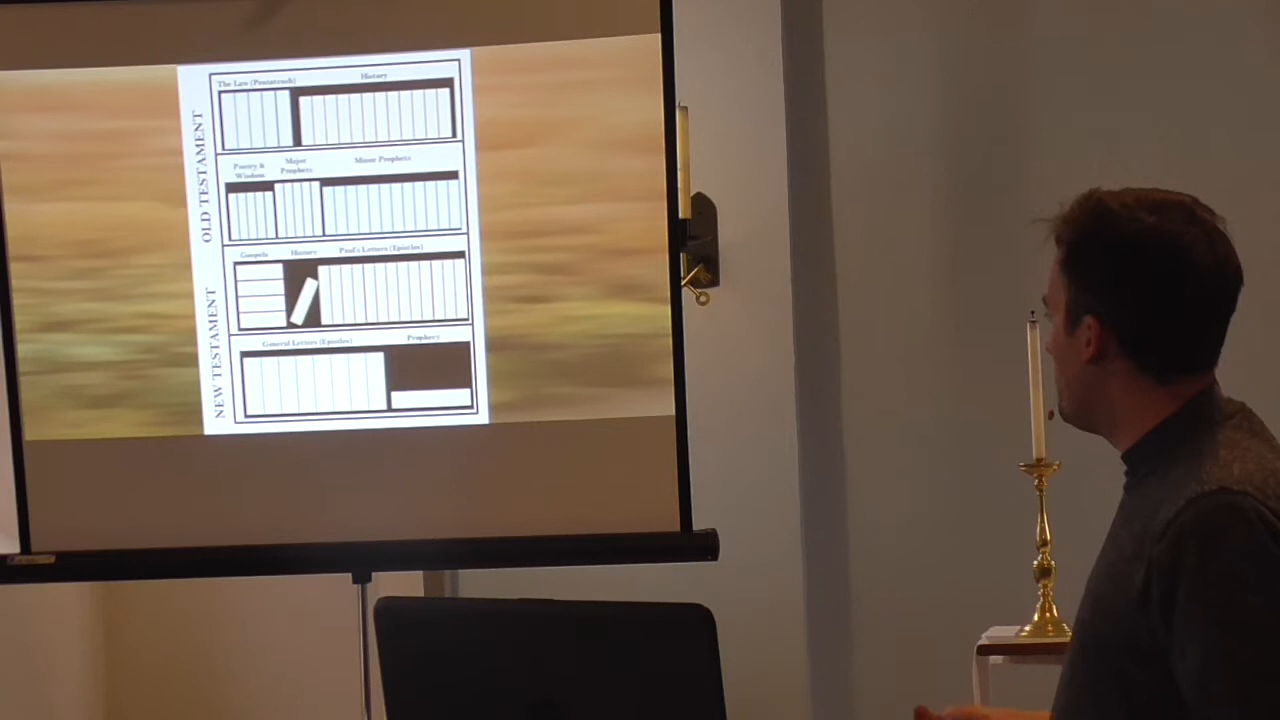 The Law (Pentateuch)
History
OLD TESTAMENT
Poetry &
Wisdom
Major
Prophets
Minor Prophets
NEW TESTAMENT
Gospels
History
Paul's Letters (Epistles)
General Letters (Epistles)
Prophecy